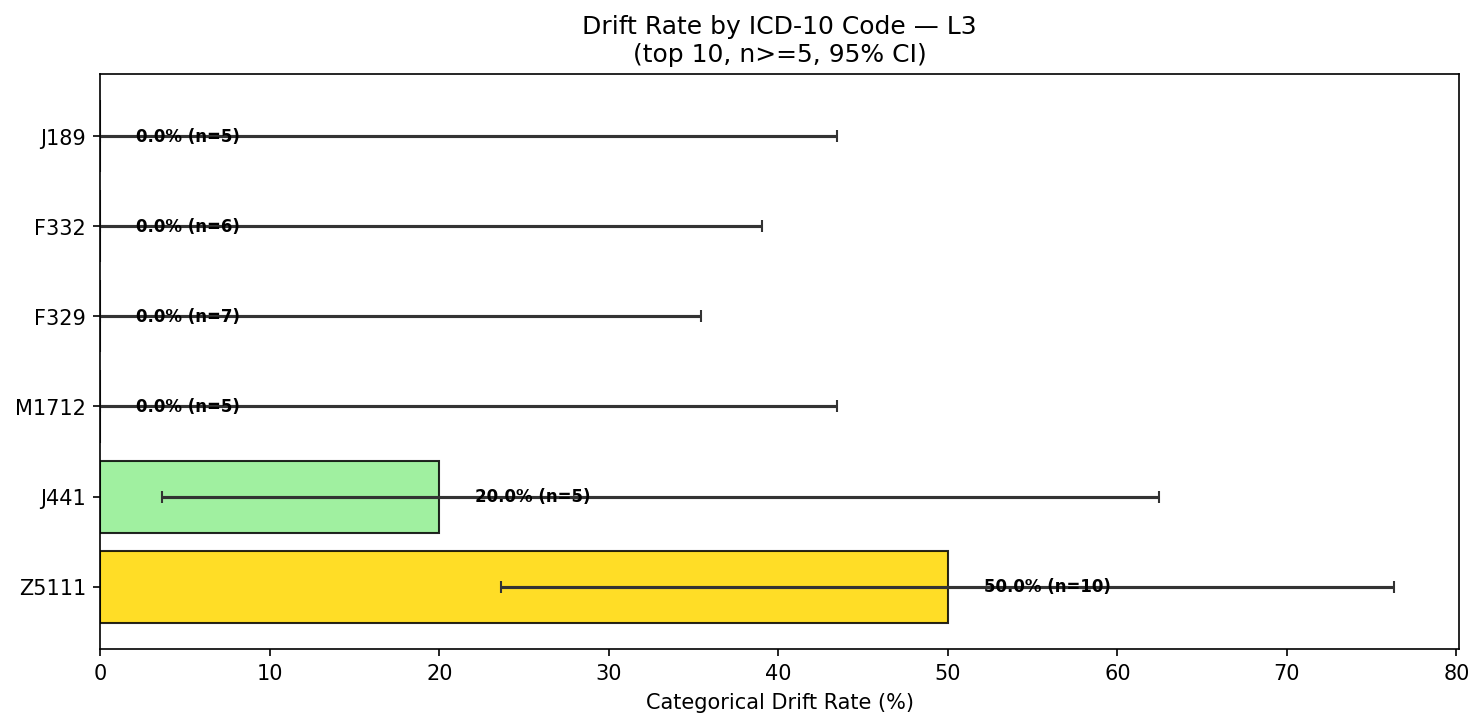 Drift Rate by ICD-10 Code — L3
(top 10, n>=5, 95% CI)
J189
0.0% (n=5)
F332
0.0% (n=6)
F329
0.0% (n=7)
M1712
0.0% (n=5)
J441
20.0% (n=5)
Z5111
50.0% (n=10)
0 10 20 30 40 50 60 70 80
Categorical Drift Rate (%)